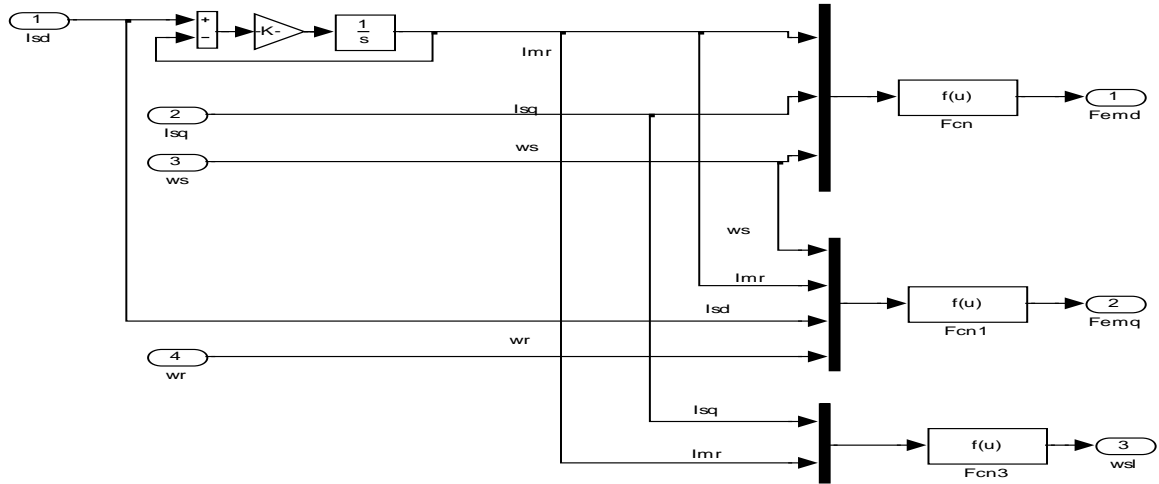 1
Isd
+
−
-K-
1
s
Imr
2
Isq
Isq
f(u)
Fcn
1
Femd
3
ws
ws
ws
Imr
Isd
f(u)
Fcn1
2
Femq
4
wr
wr
Isq
Imr
f(u)
Fcn3
3
wsl